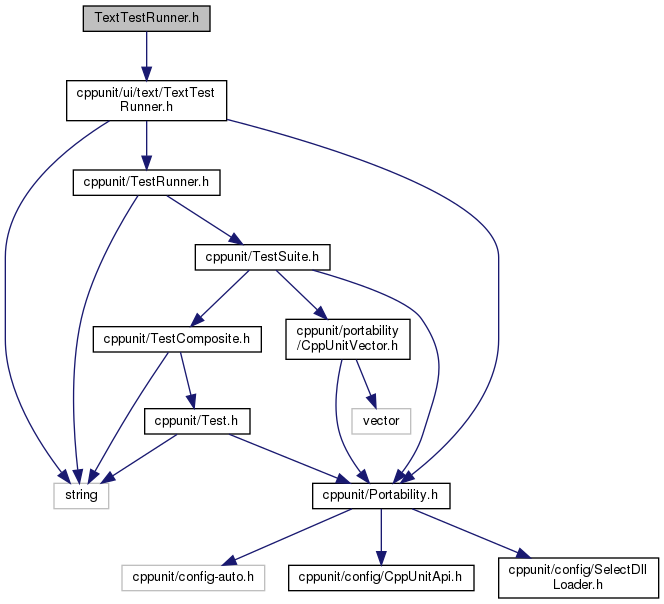 TextTestRunner.h
cppunit/ui/text/TextTest
Runner.h
cppunit/TestRunner.h
cppunit/TestSuite.h
cppunit/TestComposite.h
cppunit/portability
/CppUnitVector.h
cppunit/Test.h
vector
string
cppunit/Portability.h
cppunit/config-auto.h
cppunit/config/CppUnitApi.h
cppunit/config/SelectDll
Loader.h